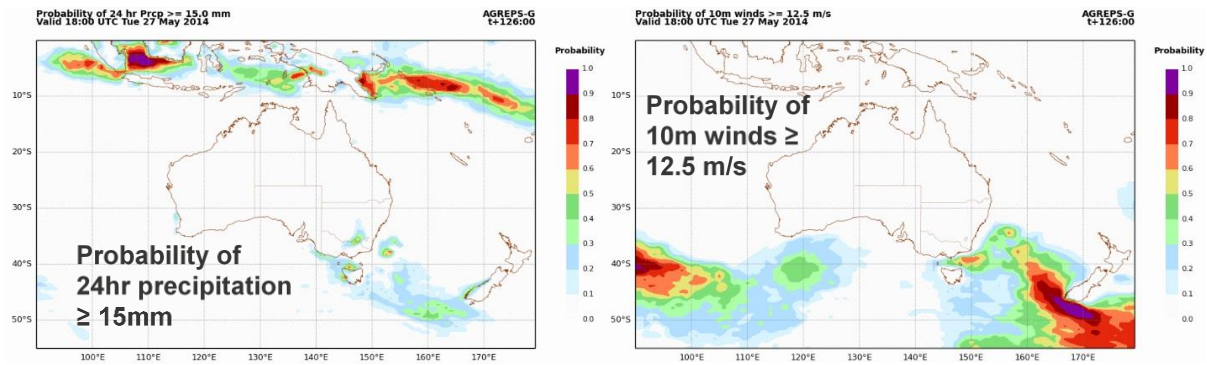 Probability of 24 hr Prcp >= 15.0 mm
Valid 18:00 UTC Tue 27 May 2014
AGREPS-G
t+126:00
Probability
1.0
0.9
0.8
0.7
0.6
0.5
0.4
0.3
0.2
0.1
0.0
10°S
20°S
30°S
40°S
50°S
100°E
110°E
120°E
130°E
140°E
150°E
160°E
170°E
Probability of
24hr precipitation
≥ 15mm
Probability of 10m winds >= 12.5 m/s
Valid 18:00 UTC Tue 27 May 2014
AGREPS-G
t+126:00
Probability
1.0
0.9
0.8
0.7
0.6
0.5
0.4
0.3
0.2
0.1
0.0
10°S
20°S
30°S
40°S
50°S
100°E
110°E
120°E
130°E
140°E
150°E
160°E
170°E
Probability of
10m winds ≥
12.5 m/s